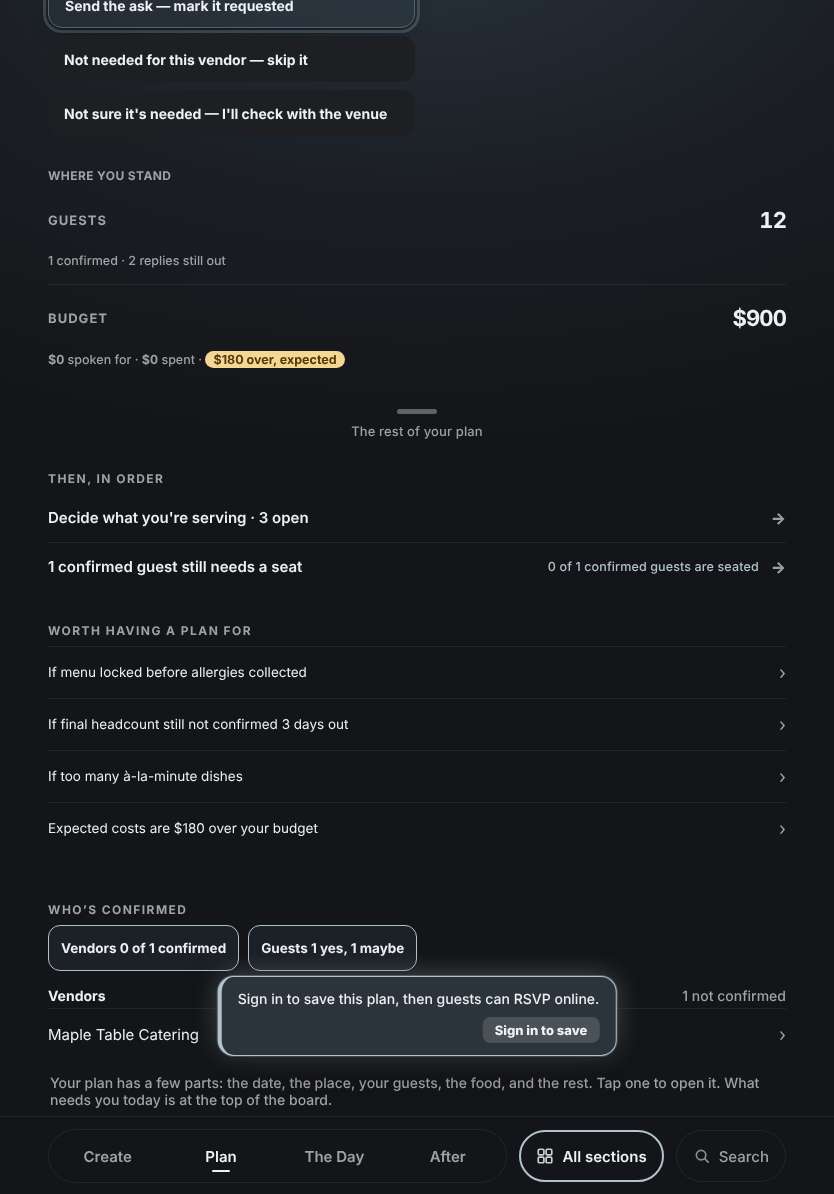 Send the ask — mark it requested
Not needed for this vendor — skip it
Not sure it's needed — I'll check with the venue
WHERE YOU STAND
GUESTS 12
1 confirmed · 2 replies still out
BUDGET $900
$0 spoken for · $0 spent · $180 over, expected
The rest of your plan
THEN, IN ORDER
Decide what you're serving · 3 open →
1 confirmed guest still needs a seat 0 of 1 confirmed guests are seated →
WORTH HAVING A PLAN FOR
If menu locked before allergies collected ›
If final headcount still not confirmed 3 days out ›
If too many à-la-minute dishes ›
Expected costs are $180 over your budget ›
WHO’S CONFIRMED
Vendors 0 of 1 confirmed Guests 1 yes, 1 maybe
Vendors 1 not confirmed
Sign in to save this plan, then guests can RSVP online.
Sign in to save
Maple Table Catering ›
Your plan has a few parts: the date, the place, your guests, the food, and the rest. Tap one to open it. What
needs you today is at the top of the board.
Create Plan The Day After All sections Search